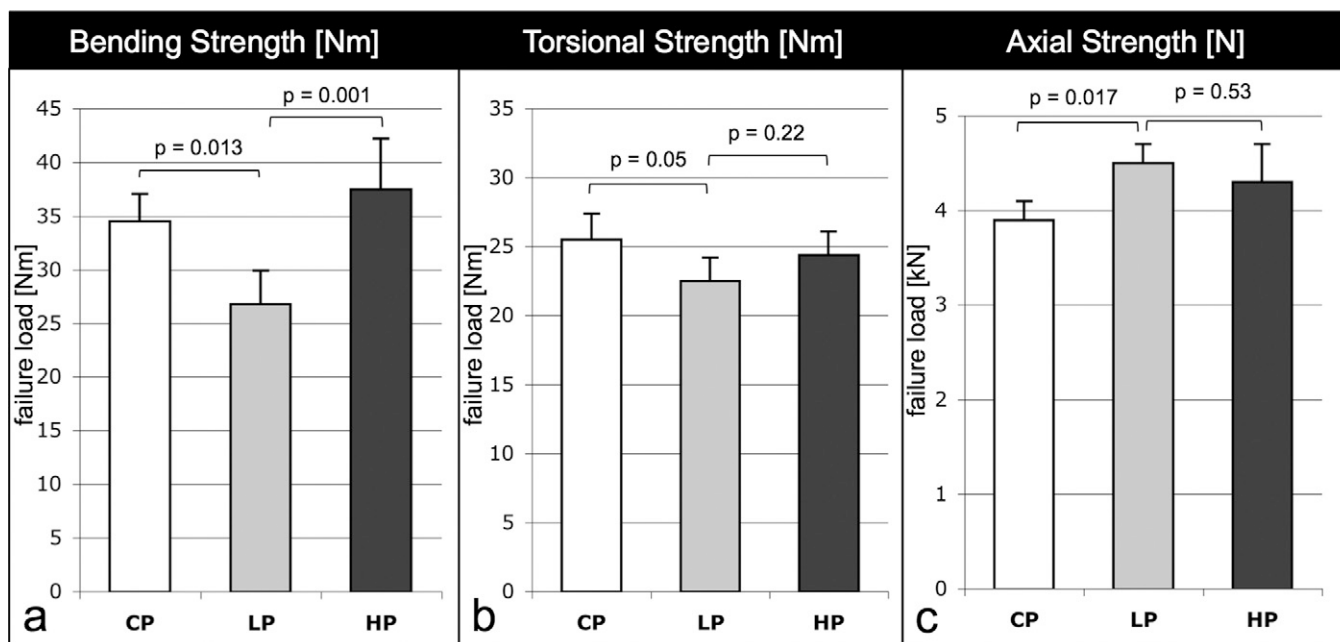 Bending Strength [Nm]
Torsional Strength [Nm]
Axial Strength [N]
failure load [Nm]
45
40
35
30
25
20
15
10
5
0
p = 0.013
p = 0.001
CP LP HP
a
failure load [Nm]
35
30
25
20
15
10
5
0
p = 0.05
p = 0.22
CP LP HP
b
failure load [kN]
5
4
3
2
1
0
p = 0.017
p = 0.53
CP LP HP
c